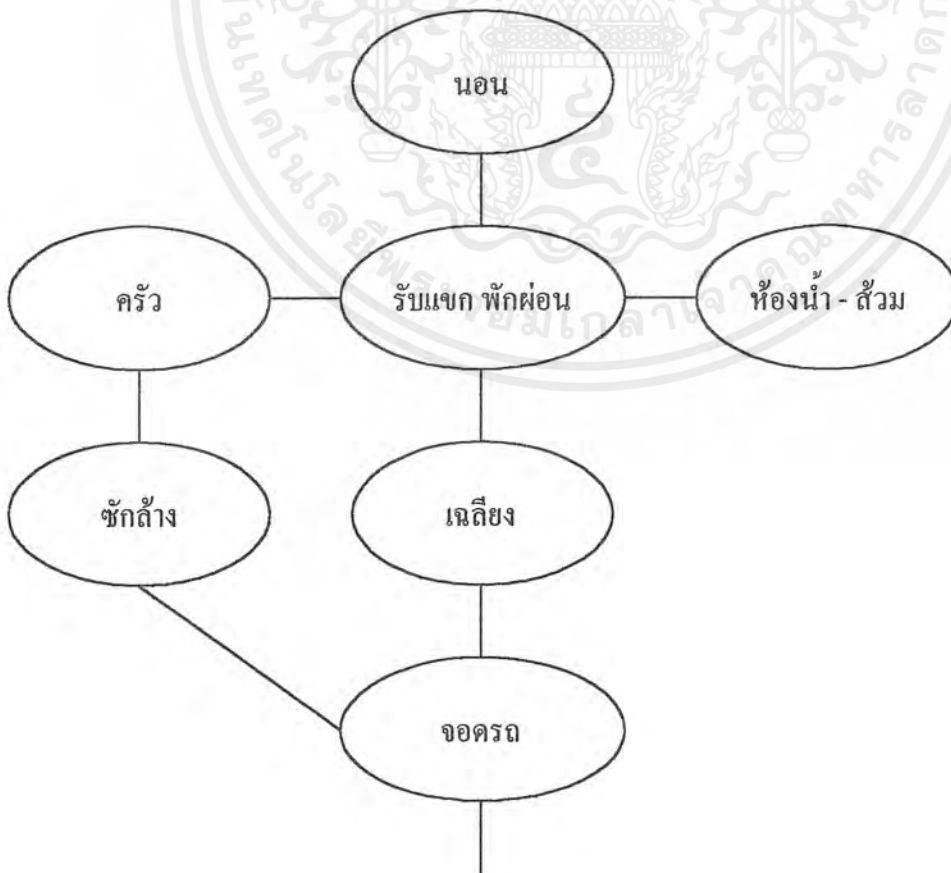 นอน
ครัว
รับแขก พักผ่อน
ห้องน้ำ - ส้วม
ซักล้าง
เฉลียง
จอดรถ